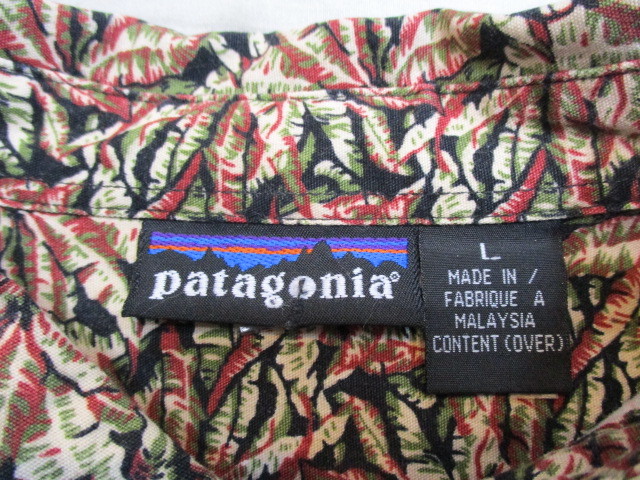 patagonia®
L
MADE IN /
FABRIQUE A
MALAYSIA
CONTENT (OVER)